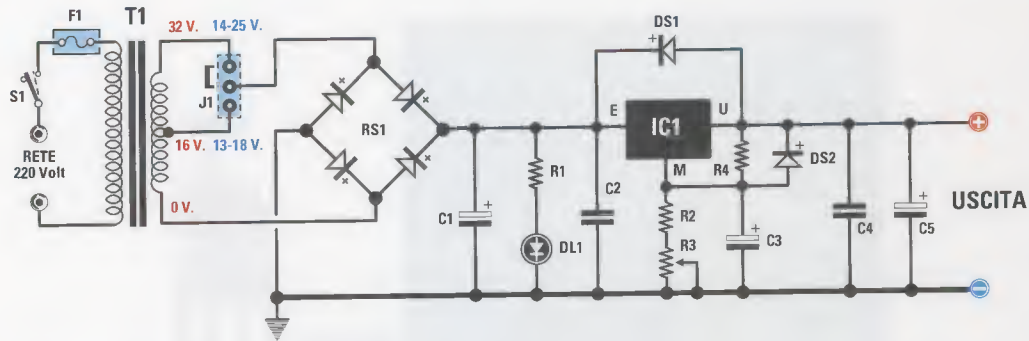 F1
T1
32 V. 14-25 V.
S1
J1
RETE
220 Volt
16 V. 13-18 V.
0 V.
RS1
C1
+
R1
DL1
C2
DS1
+
E
IC1
U
M
R4
DS2
+
R2
R3
C3
+
C4
C5
+
+
USCITA
−